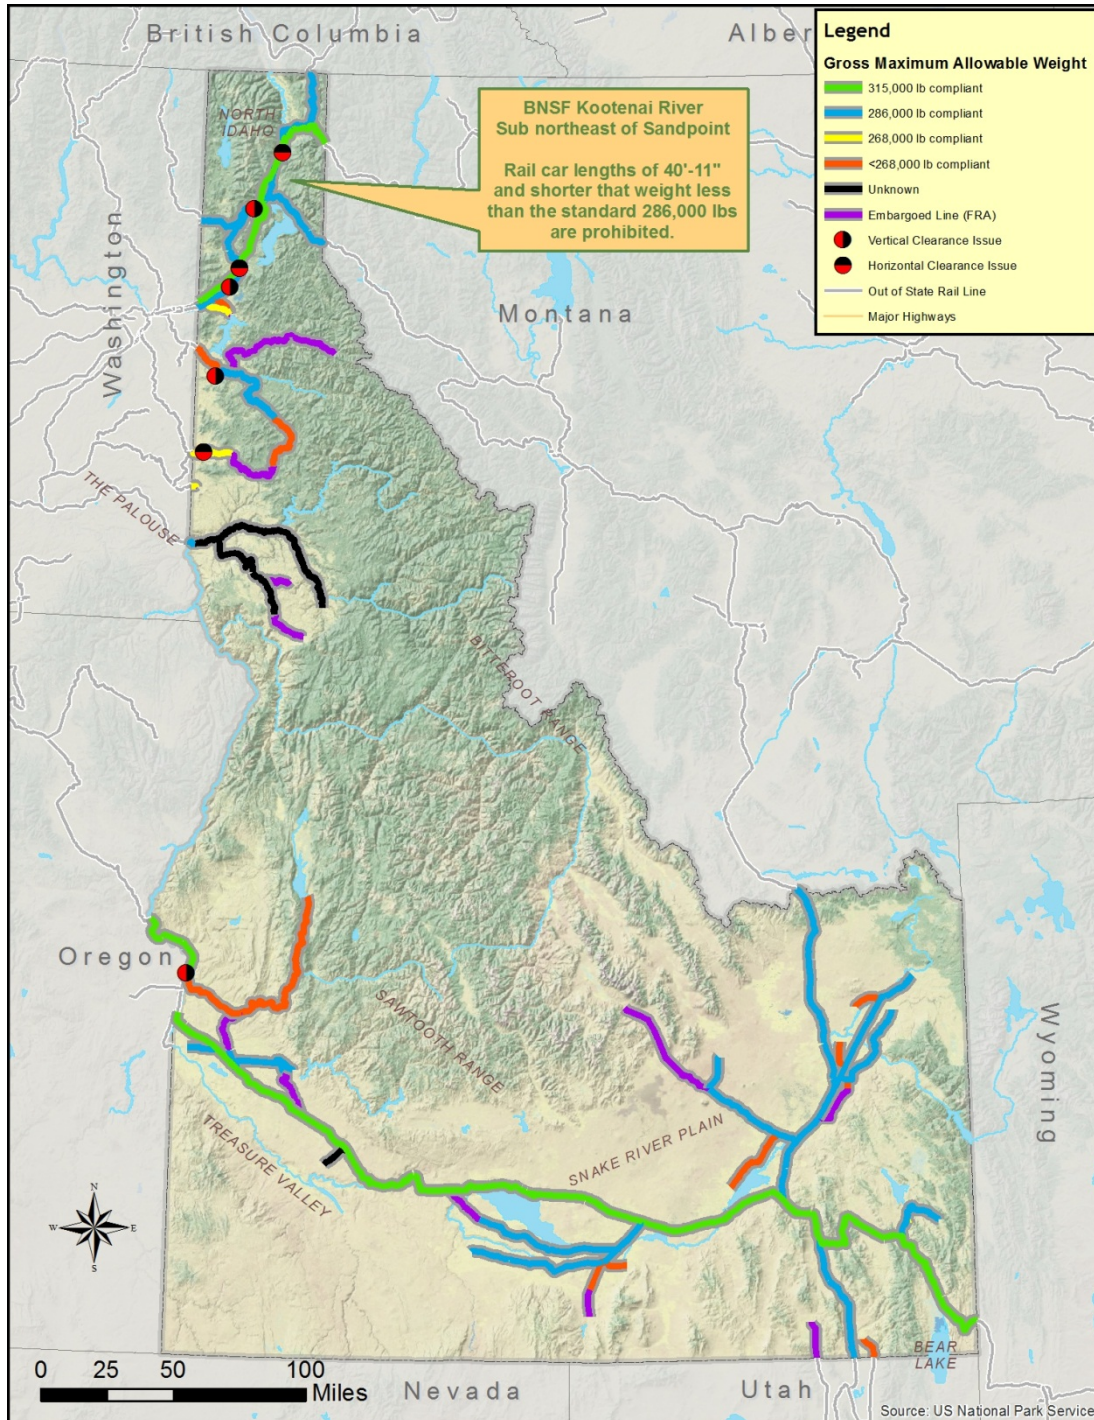 British Columbia
Alber
Legend
Gross Maximum Allowable Weight
315,000 lb compliant
286,000 lb compliant
268,000 lb compliant
<268,000 lb compliant
Unknown
Embargoed Line (FRA)
Vertical Clearance Issue
Horizontal Clearance Issue
Out of State Rail Line
Major Highways
NORTH
IDAHO
BNSF Kootenai River
Sub northeast of Sandpoint
Rail car lengths of 40'-11"
and shorter that weight less
than the standard 286,000 lbs
are prohibited.
Washington
Montana
THE PALOUSE
BITTEROOT RANGE
Oregon
SAWTOOTH RANGE
Wyoming
TREASURE VALLEY
SNAKE RIVER PLAIN
N
W
E
S
BEAR
LAKE
0 25 50 100
Miles
Nevada
Utah
Source: US National Park Service